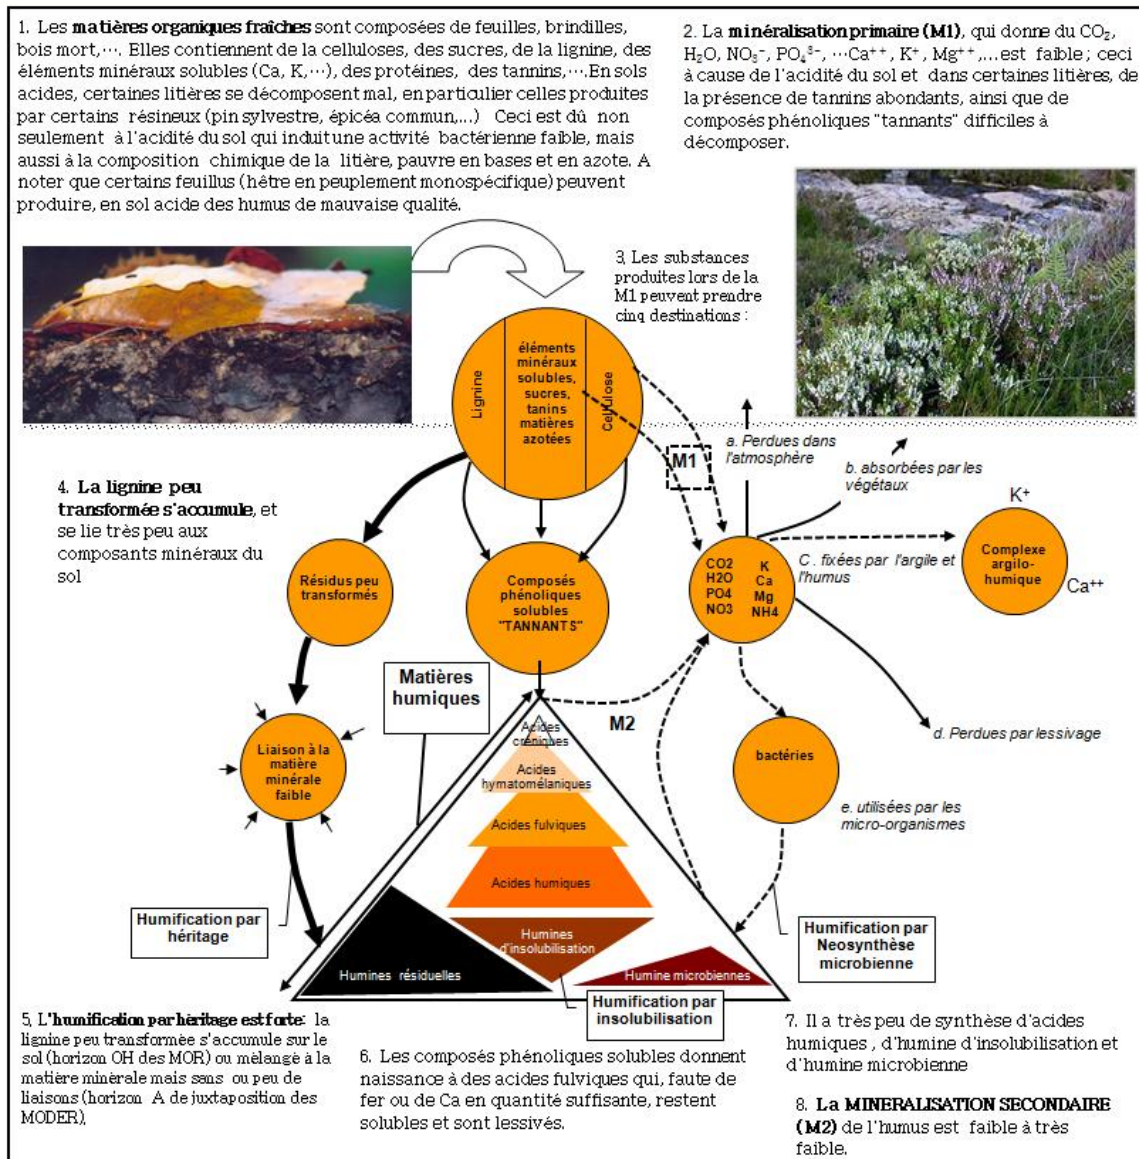 1. Les matières organiques fraîches sont composées de feuilles, brindilles,
bois mort,…. Elles contiennent de la celluloses, des sucres, de la lignine, des
éléments minéraux solubles (Ca, K,…), des protéines, des tannins,….En sols
acides, certaines litières se décomposent mal, en particulier celles produites
par certains résineux (pin sylvestre, épicéa commun,...) Ceci est dû non
seulement à l'acidité du sol qui induit une activité bactérienne faible, mais
aussi à la composition chimique de la litière, pauvre en bases et en azote. A
noter que certains feuillus (hêtre en peuplement monospécifique) peuvent
produire, en sol acide des humus de mauvaise qualité.
2. La minéralisation primaire (M1), qui donne du CO₂,
H₂O, NO₃⁻, PO₄³⁻, …Ca⁺⁺, K⁺, Mg⁺⁺,...est faible; ceci
à cause de l'acidité du sol et dans certaines litières, de
la présence de tannins abondants, ainsi que de
composés phénoliques "tannants" difficiles à
décomposer.
3, Les substances
produites lors de la
M1 peuvent prendre
cinq destinations :
Lignine
éléments
minéraux
solubles,
sucres,
tanins
matières
azotées
Cellulose
M1
a. Perdues dans
l'atmosphère
b. absorbées par les
végétaux
C . fixées par l'argile et
l'humus
K⁺
Complexe
argilo-
humique
Ca⁺⁺
4. La lignine peu
transformée s'accumule, et
se lie très peu aux
composants minéraux du
sol
Résidus peu
transformés
Composés
phénoliques
solubles
"TANNANTS"
CO2
H2O
PO4
NO3
K
Ca
Mg
NH4
Matières
humiques
M2
Liaison à la
matière
minérale
faible
bactéries
d. Perdues par lessivage
e. utilisées par les
micro-organismes
Acides
créniques
Acides
hymatomélaniques
Acides fulviques
Acides humiques
Humines
d'insolubilisation
Humines résiduelles
Humine microbiennes
Humification par
héritage
Humification par
Neosynthèse
microbienne
Humification par
insolubilisation
5, L'humification par héritage est forte: la
lignine peu transformée s'accumule sur le
sol (horizon OH des MOR) ou mélangé à la
matière minérale mais sans ou peu de
liaisons (horizon A de juxtaposition des
MODER),
6. Les composés phénoliques solubles donnent
naissance à des acides fulviques qui, faute de
fer ou de Ca en quantité suffisante, restent
solubles et sont lessivés.
7. Il a très peu de synthèse d'acides
humiques , d'humine d'insolubilisation et
d'humine microbienne
8. La MINERALISATION SECONDAIRE
(M2) de l'humus est faible à très
faible.